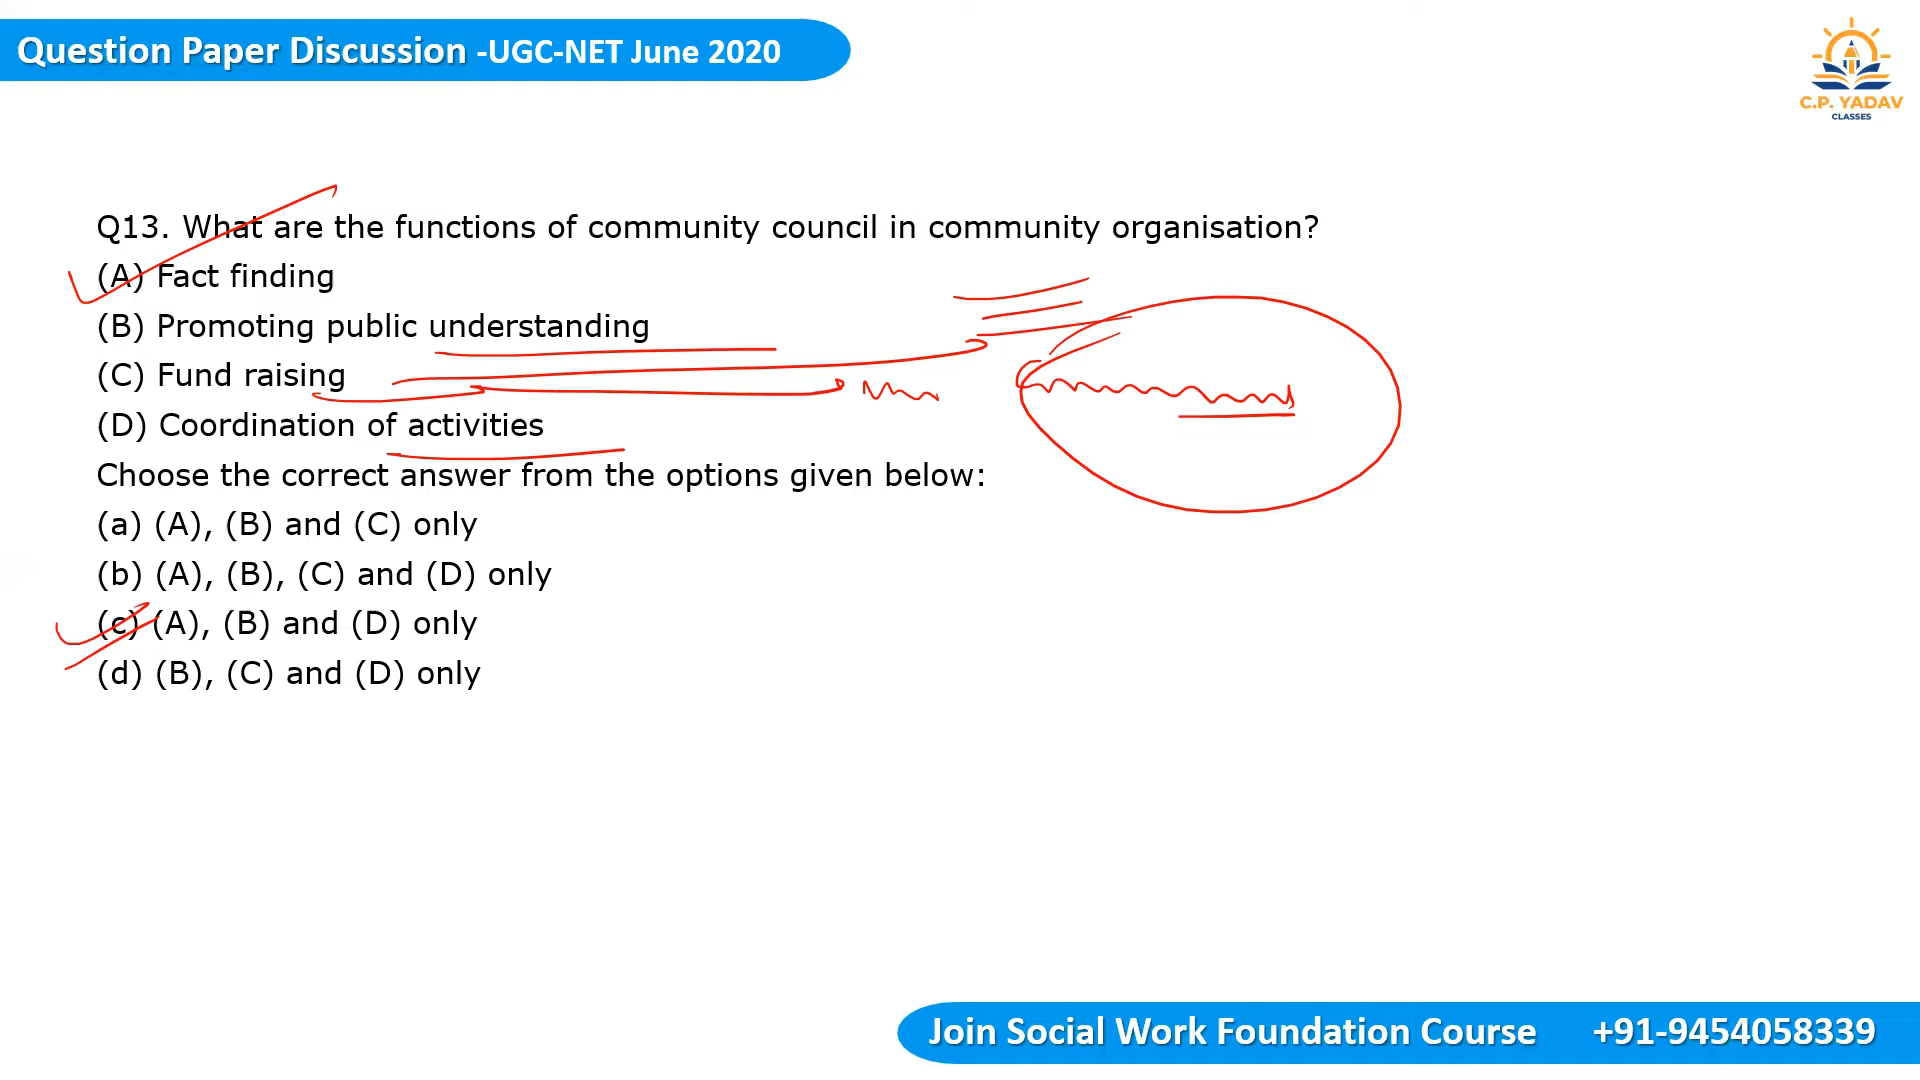 Question Paper Discussion -UGC-NET June 2020
C.P. YADAV
CLASSES
Q13. What are the functions of community council in community organisation?
(A) Fact finding
(B) Promoting public understanding
(C) Fund raising
(D) Coordination of activities
Choose the correct answer from the options given below:
(a) (A), (B) and (C) only
(b) (A), (B), (C) and (D) only
(c) (A), (B) and (D) only
(d) (B), (C) and (D) only
Join Social Work Foundation Course +91-9454058339